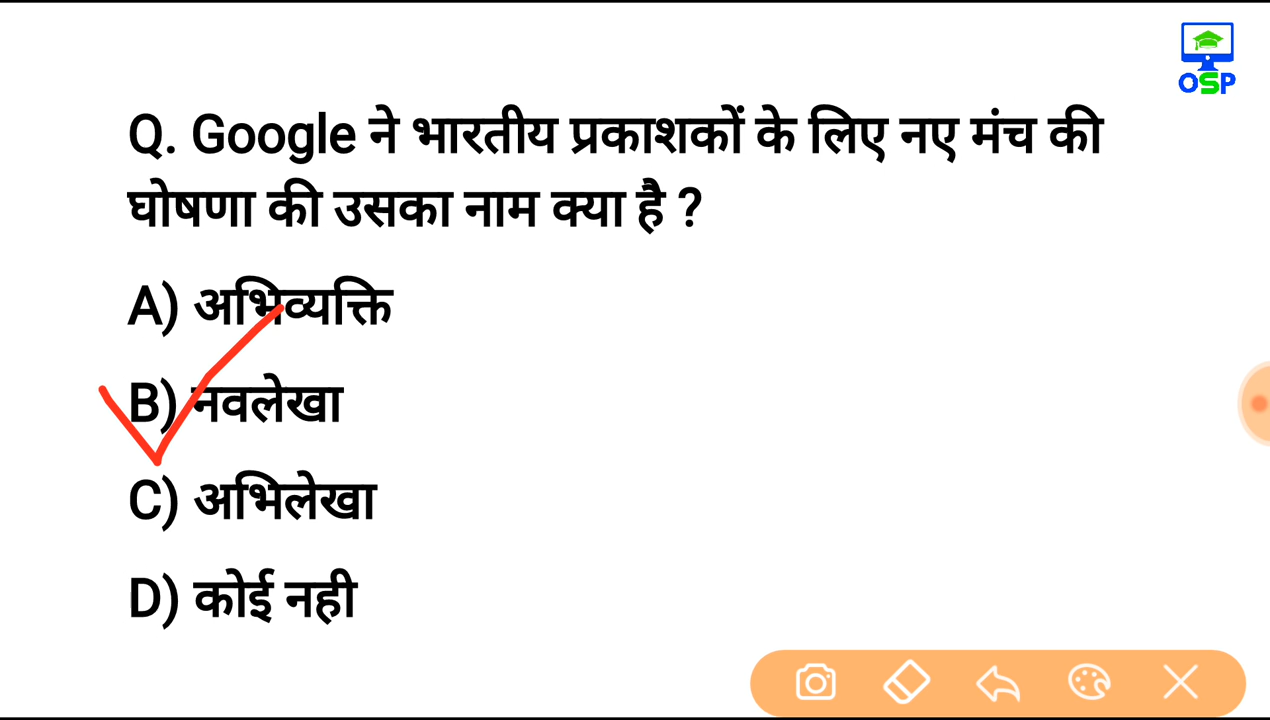 OSP
Q. Google ने भारतीय प्रकाशकों के लिए नए मंच की
घोषणा की उसका नाम क्या है ?
A) अभिव्यक्ति
B) नवलेखा
C) अभिलेखा
D) कोई नही